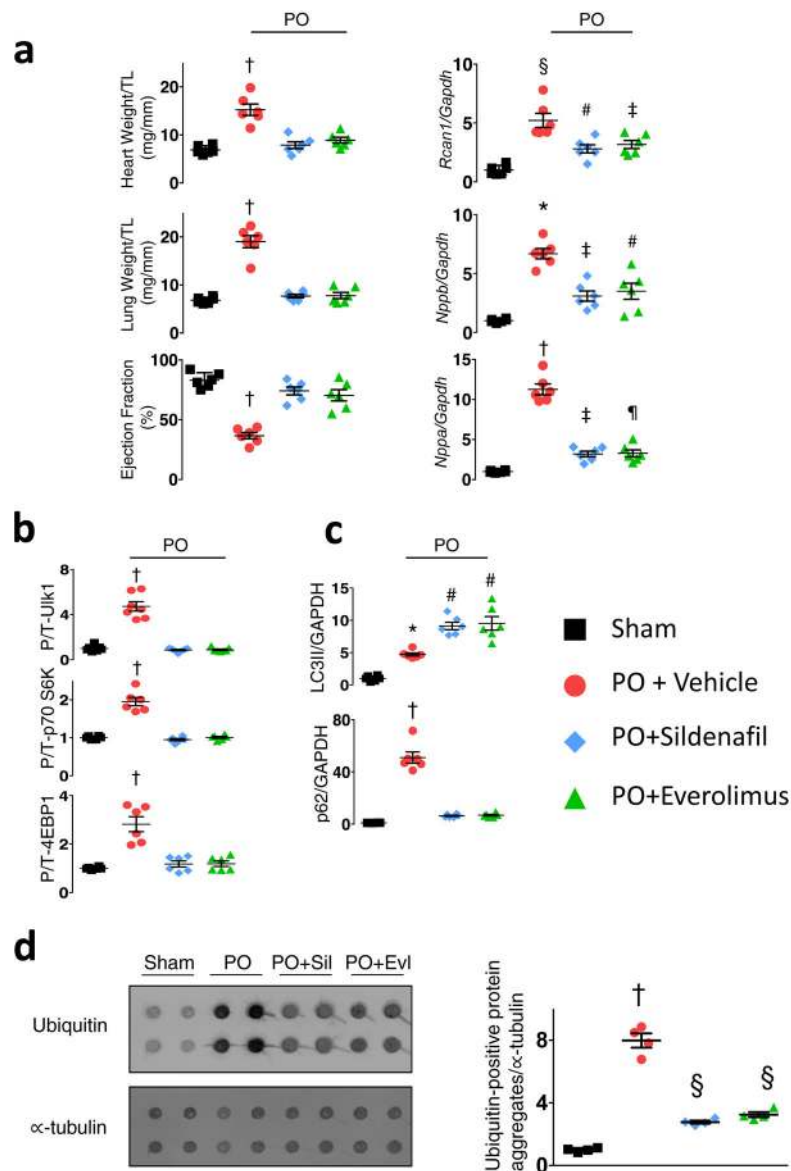 a
PO
†
20
10
0
Heart Weight/TL
(mg/mm)
†
20
10
0
Lung Weight/TL
(mg/mm)
†
100
50
0
Ejection Fraction
(%)
PO
§
#
‡
10
5
0
Rcan1/Gapdh
*
‡
#
10
5
0
Nppb/Gapdh
†
‡
¶
15
10
5
0
Nppa/Gapdh
b
PO
†
8
4
0
P/T-Ulk1
†
2
1
0
P/T-p70 S6K
†
4
2
0
P/T-4EBP1
c
PO
*
#
#
15
10
5
0
LC3II/GAPDH
†
80
40
0
p62/GAPDH
Sham
PO + Vehicle
PO+Sildenafil
PO+Everolimus
d
Sham PO PO+Sil PO+Evl
Ubiquitin
∝-tubulin
†
§
§
8
4
0
Ubiquitin-positive protein
aggregates/∝-tubulin